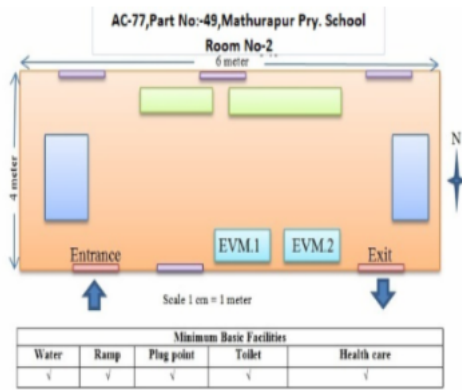 AC-77,Part No:-49,Mathurapur Pry. School
Room No-2
6 meter
4 meter
N
EVM.1 EVM.2
Entrance Exit
Scale 1 cm = 1 meter
Minimum Basic Facilities
Water Ramp Plug point Toilet Health care
√ √ √ √ √